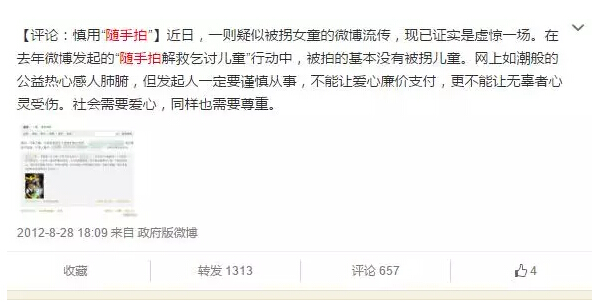 【评论：慎用“随手拍”】近日，一则疑似被拐女童的微博流传，现已证实是虚惊一场。在
去年微博发起的“随手拍解救乞讨儿童”行动中，被拍的基本没有被拐儿童。网上如潮般的
公益热心感人肺腑，但发起人一定要谨慎从事，不能让爱心廉价支付，更不能让无辜者心
灵受伤。社会需要爱心，同样也需要尊重。
2012-8-28 18:09 来自 政府版微博
收藏 转发 1313 评论 657 4